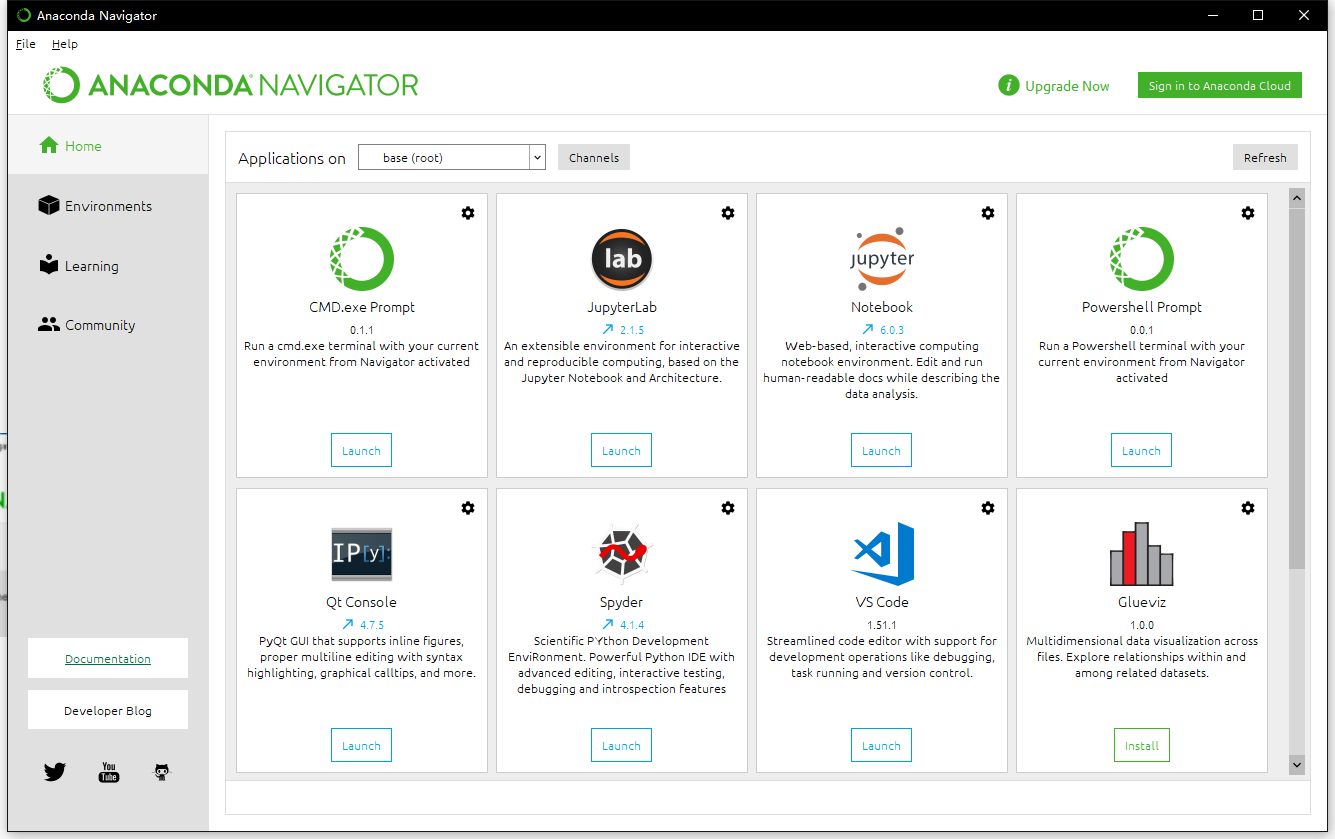 Anaconda Navigator
File Help
ANACONDA NAVIGATOR
i Upgrade Now
Sign in to Anaconda Cloud
Home
Environments
Learning
Community
Documentation
Developer Blog
You
Tube
Applications on
base (root)
Channels
Refresh
CMD.exe Prompt
0.1.1
Run a cmd.exe terminal with your current
environment from Navigator activated
Launch
lab
JupyterLab
2.1.5
An extensible environment for interactive
and reproducible computing, based on the
Jupyter Notebook and Architecture.
Launch
jupyter
Notebook
6.0.3
Web-based, interactive computing
notebook environment. Edit and run
human-readable docs while describing the
data analysis.
Launch
Powershell Prompt
0.0.1
Run a Powershell terminal with your
current environment from Navigator
activated
Launch
IP[y]:
Qt Console
4.7.5
PyQt GUI that supports inline figures,
proper multiline editing with syntax
highlighting, graphical calltips, and more.
Launch
Spyder
4.1.4
Scientific PYthon Development
EnviRonment. Powerful Python IDE with
advanced editing, interactive testing,
debugging and introspection features
Launch
VS Code
1.51.1
Streamlined code editor with support for
development operations like debugging,
task running and version control.
Launch
Glueviz
1.0.0
Multidimensional data visualization across
files. Explore relationships within and
among related datasets.
Install